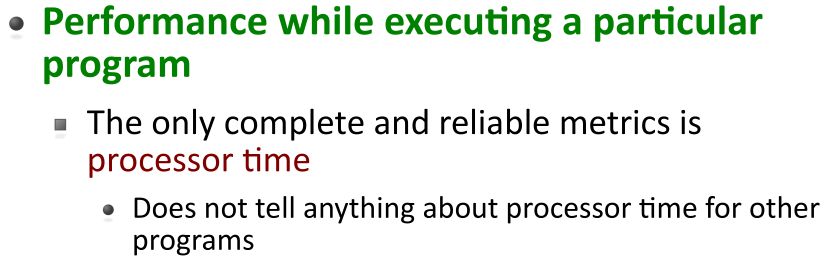 Performance while executing a particular
program
The only complete and reliable metrics is
processor time
Does not tell anything about processor time for other
programs